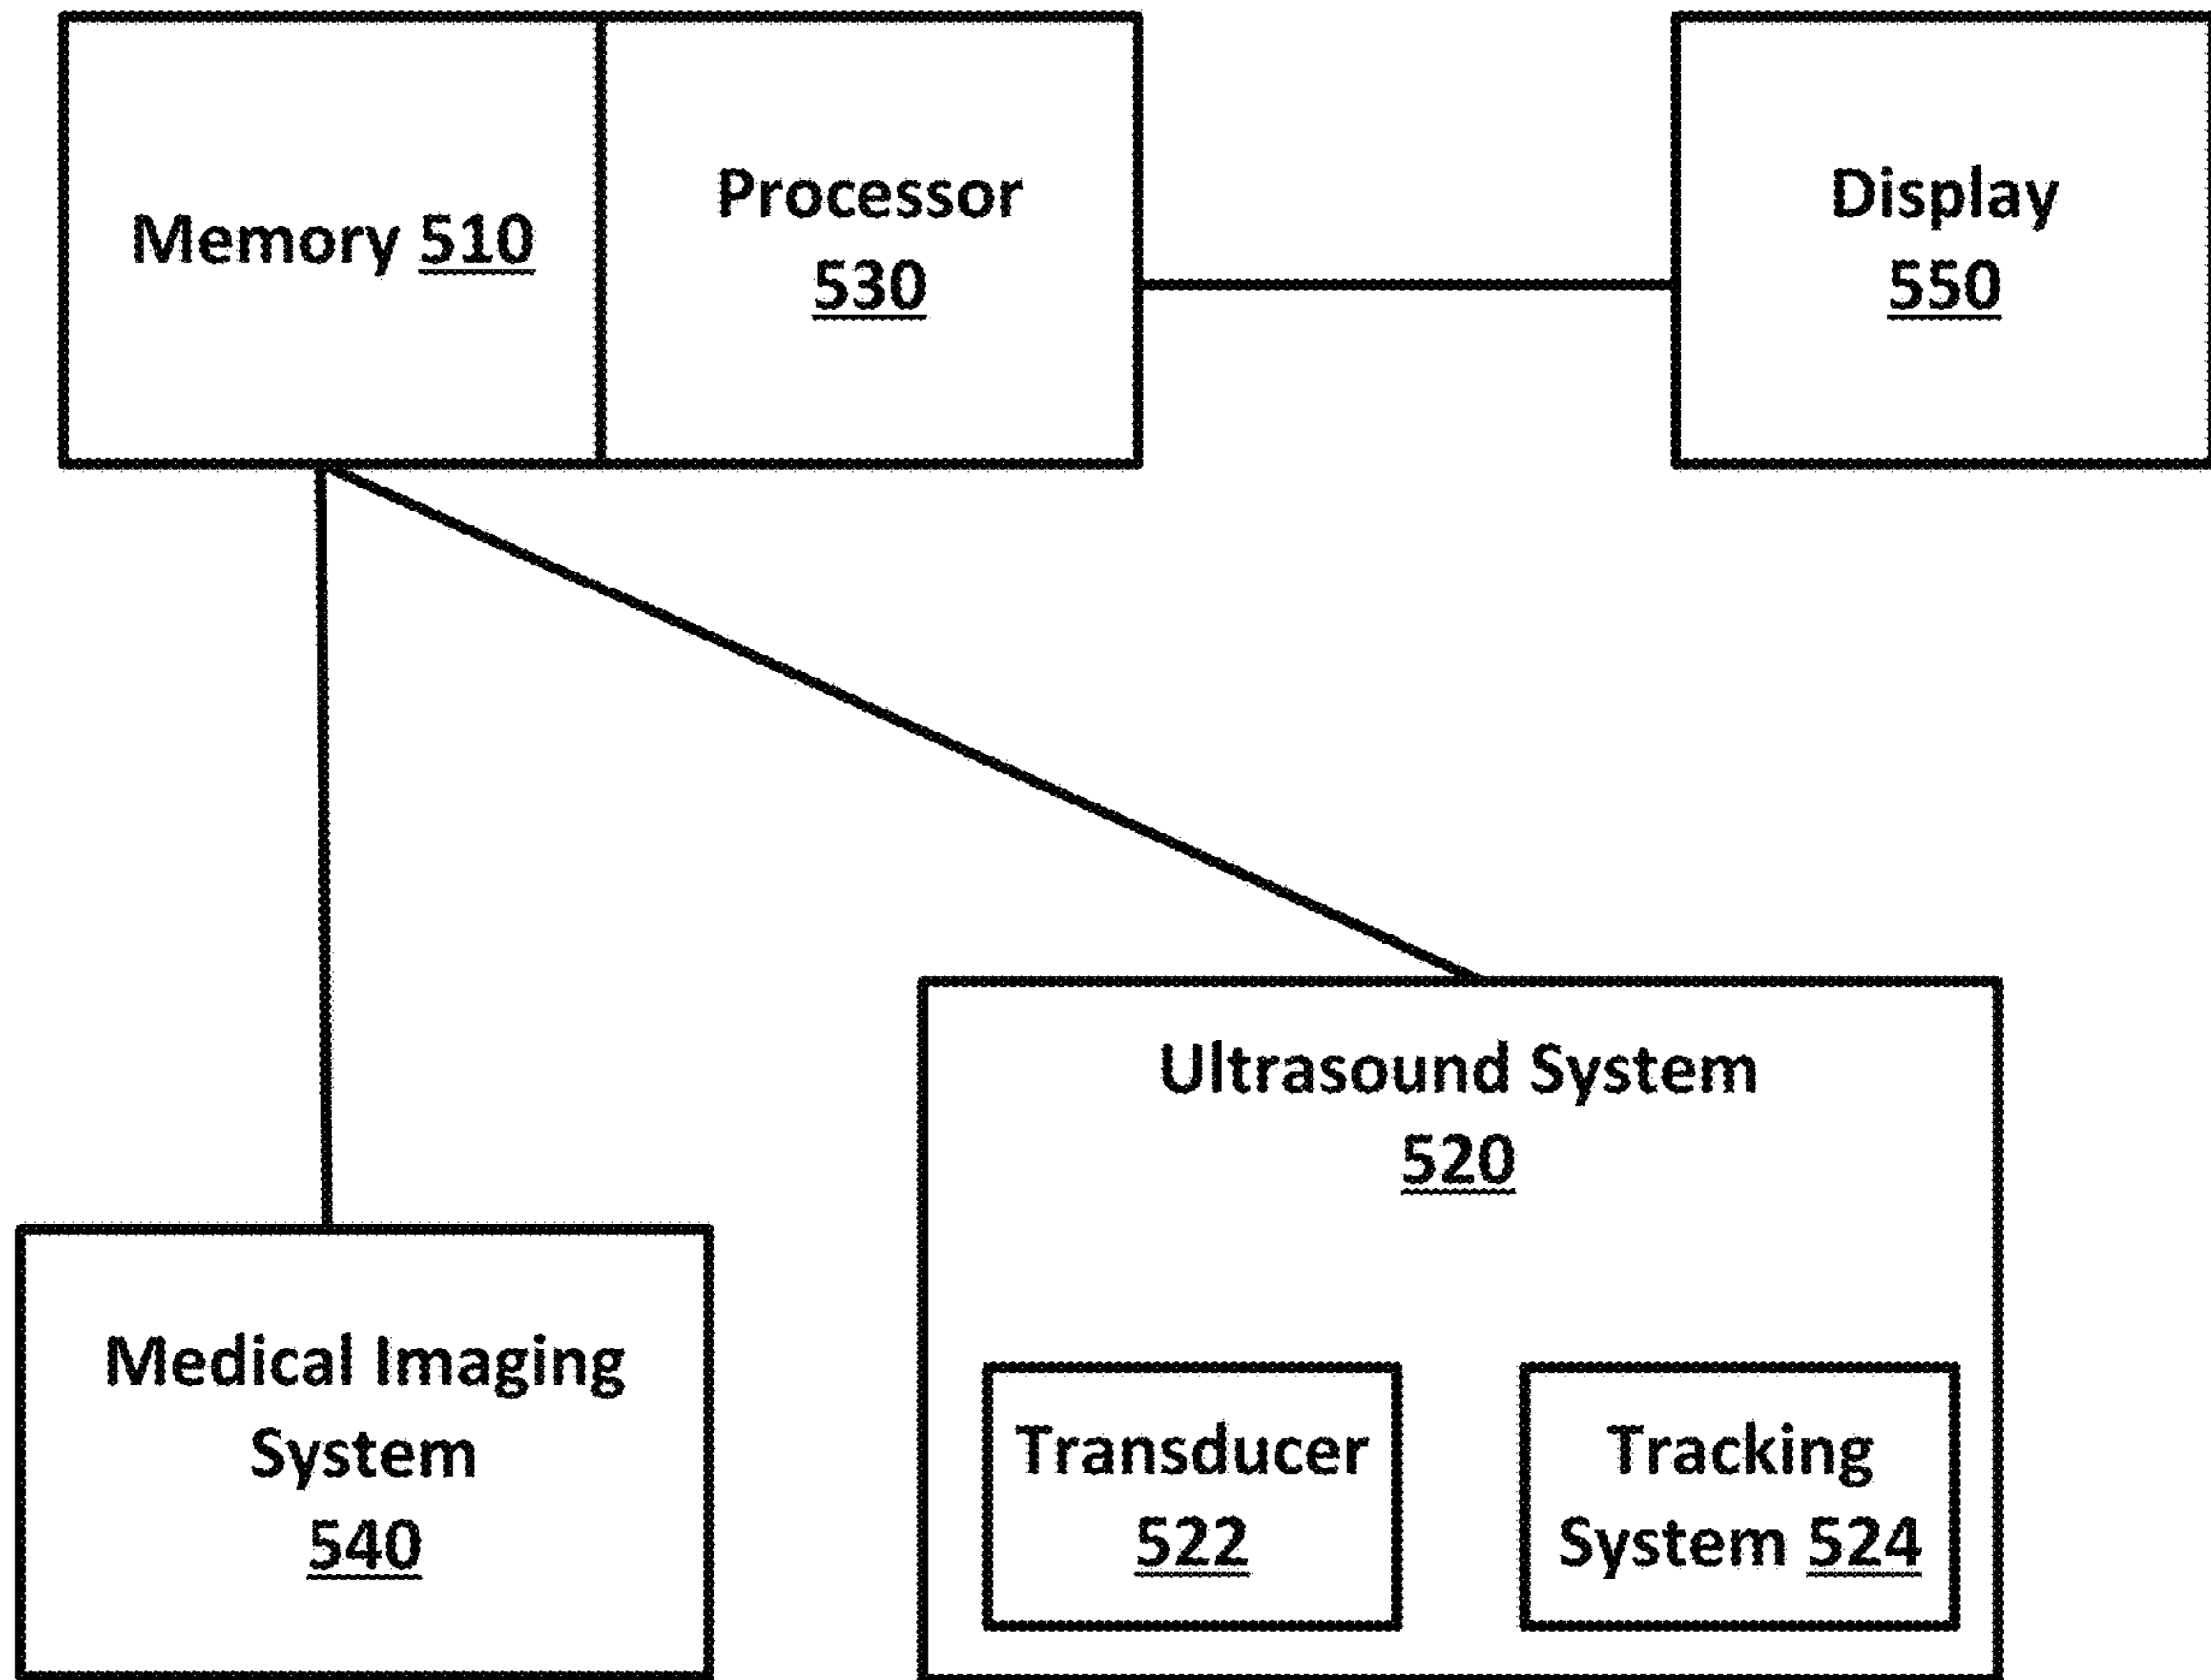 Memory 510
Processor
530
Display
550
Ultrasound System
520
Medical Imaging
System
540
Transducer
522
Tracking
System 524